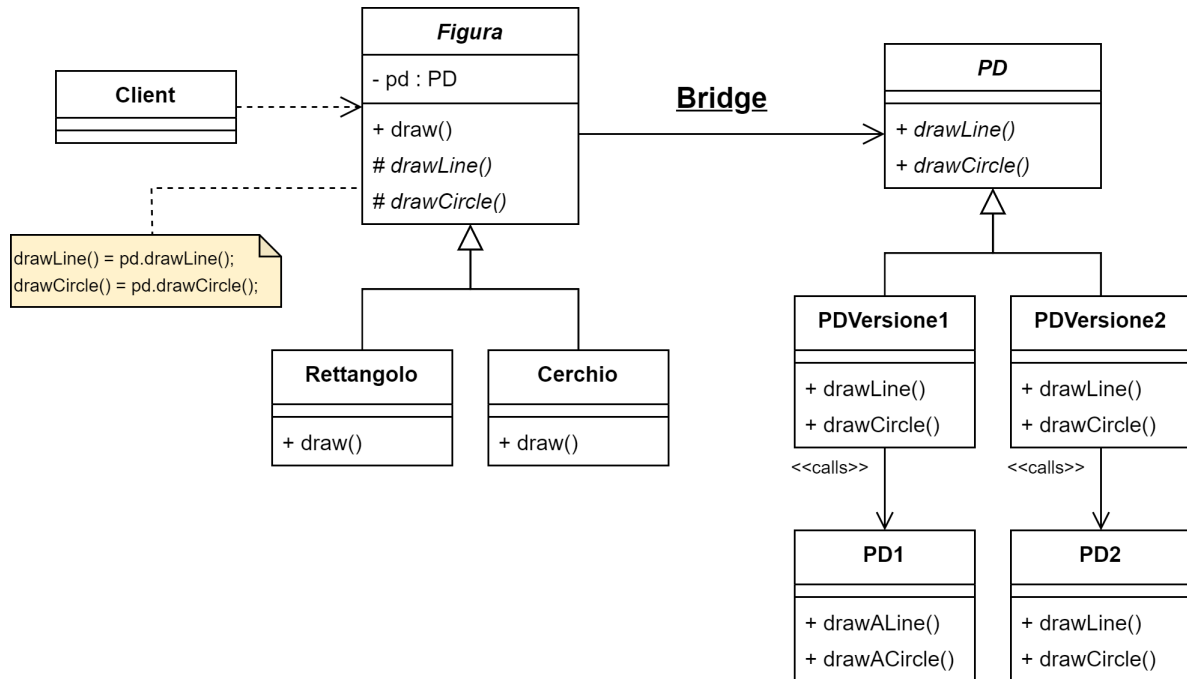 Figura
- pd : PD
+ draw()
# drawLine()
# drawCircle()
Client
Bridge
PD
+ drawLine()
+ drawCircle()
drawLine() = pd.drawLine();
drawCircle() = pd.drawCircle();
Rettangolo
+ draw()
Cerchio
+ draw()
PDVersione1
+ drawLine()
+ drawCircle()
PDVersione2
+ drawLine()
+ drawCircle()
<<calls>>
<<calls>>
PD1
+ drawALine()
+ drawACircle()
PD2
+ drawLine()
+ drawCircle()